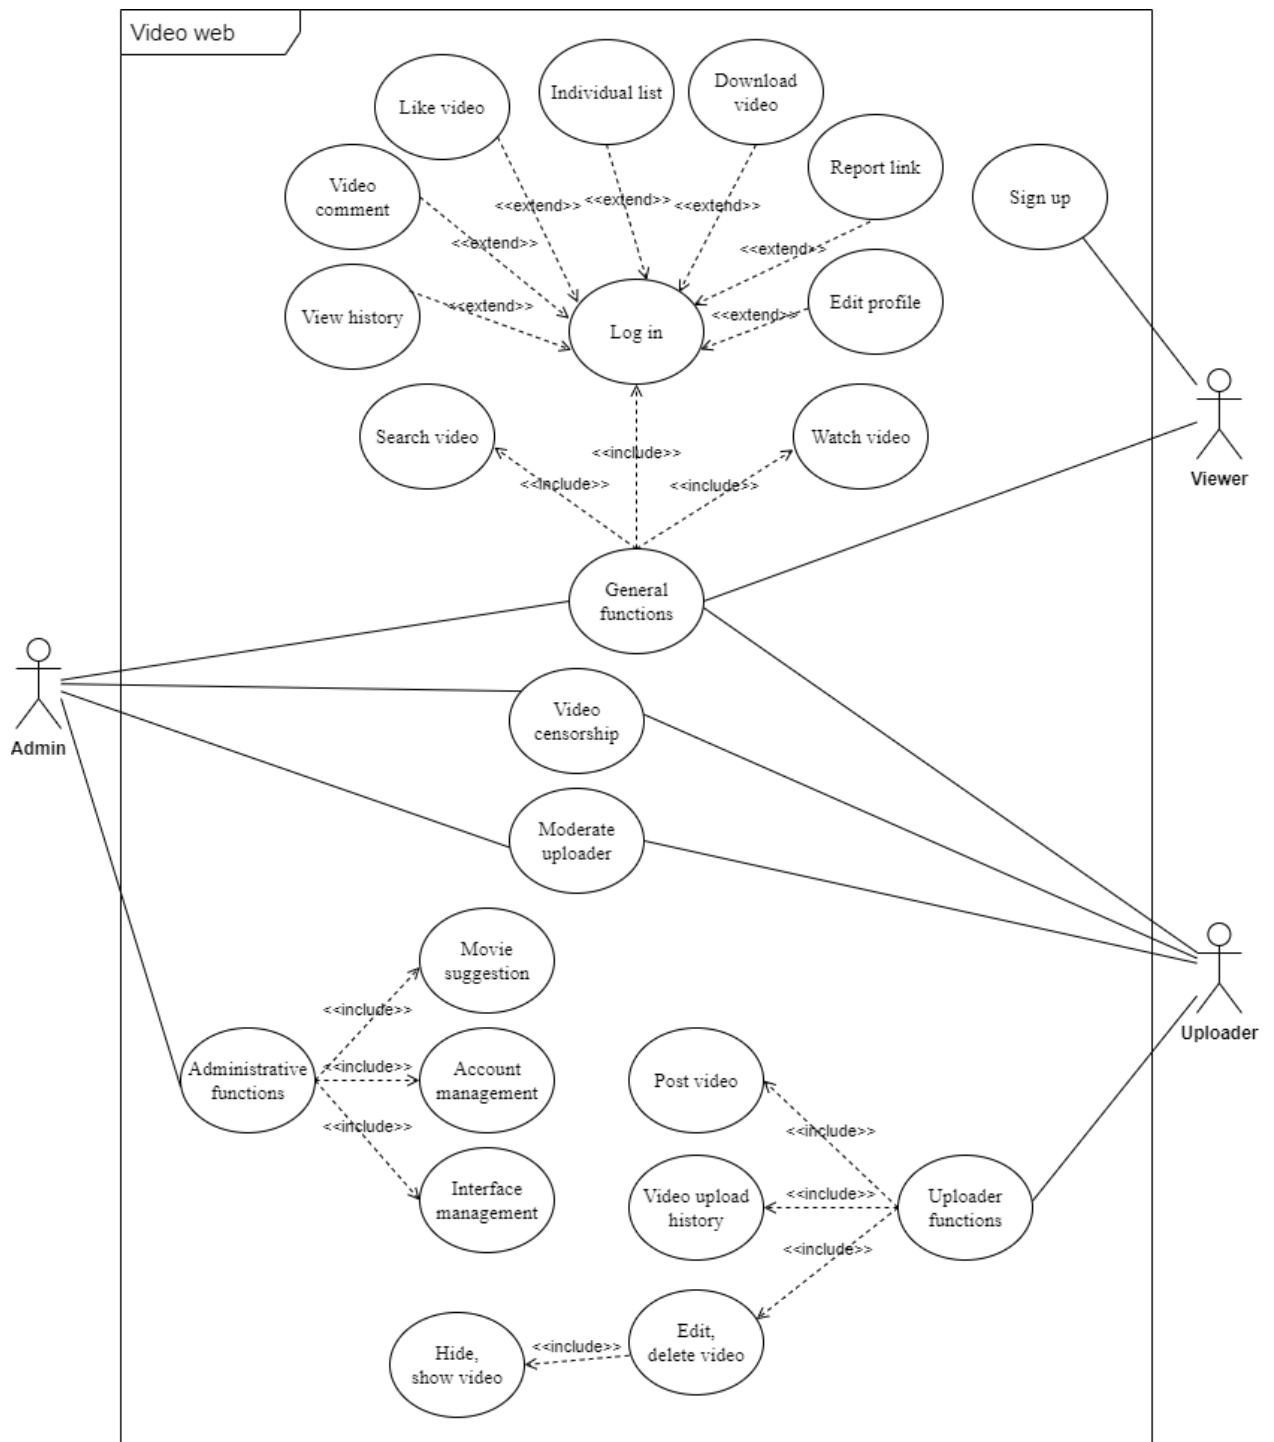 Video web
Like video
Individual list
Download
video
Report link
Video
comment
Sign up
<<extend>>
<<extend>>
<<extend>>
<<extend>>
<<extend>>
View history
<<extend>>
Log in
<<extend>>
Edit profile
Search video
<<include>>
Watch video
<<include>>
<<include>>
Viewer
General
functions
Admin
Video
censorship
Moderate
uploader
Movie
suggestion
<<include>>
Administrative
functions
<<include>>
Account
management
<<include>>
Interface
management
Uploader
Post video
<<include>>
Video upload
history
<<include>>
Uploader
functions
<<include>>
Edit,
delete video
<<include>>
Hide,
show video